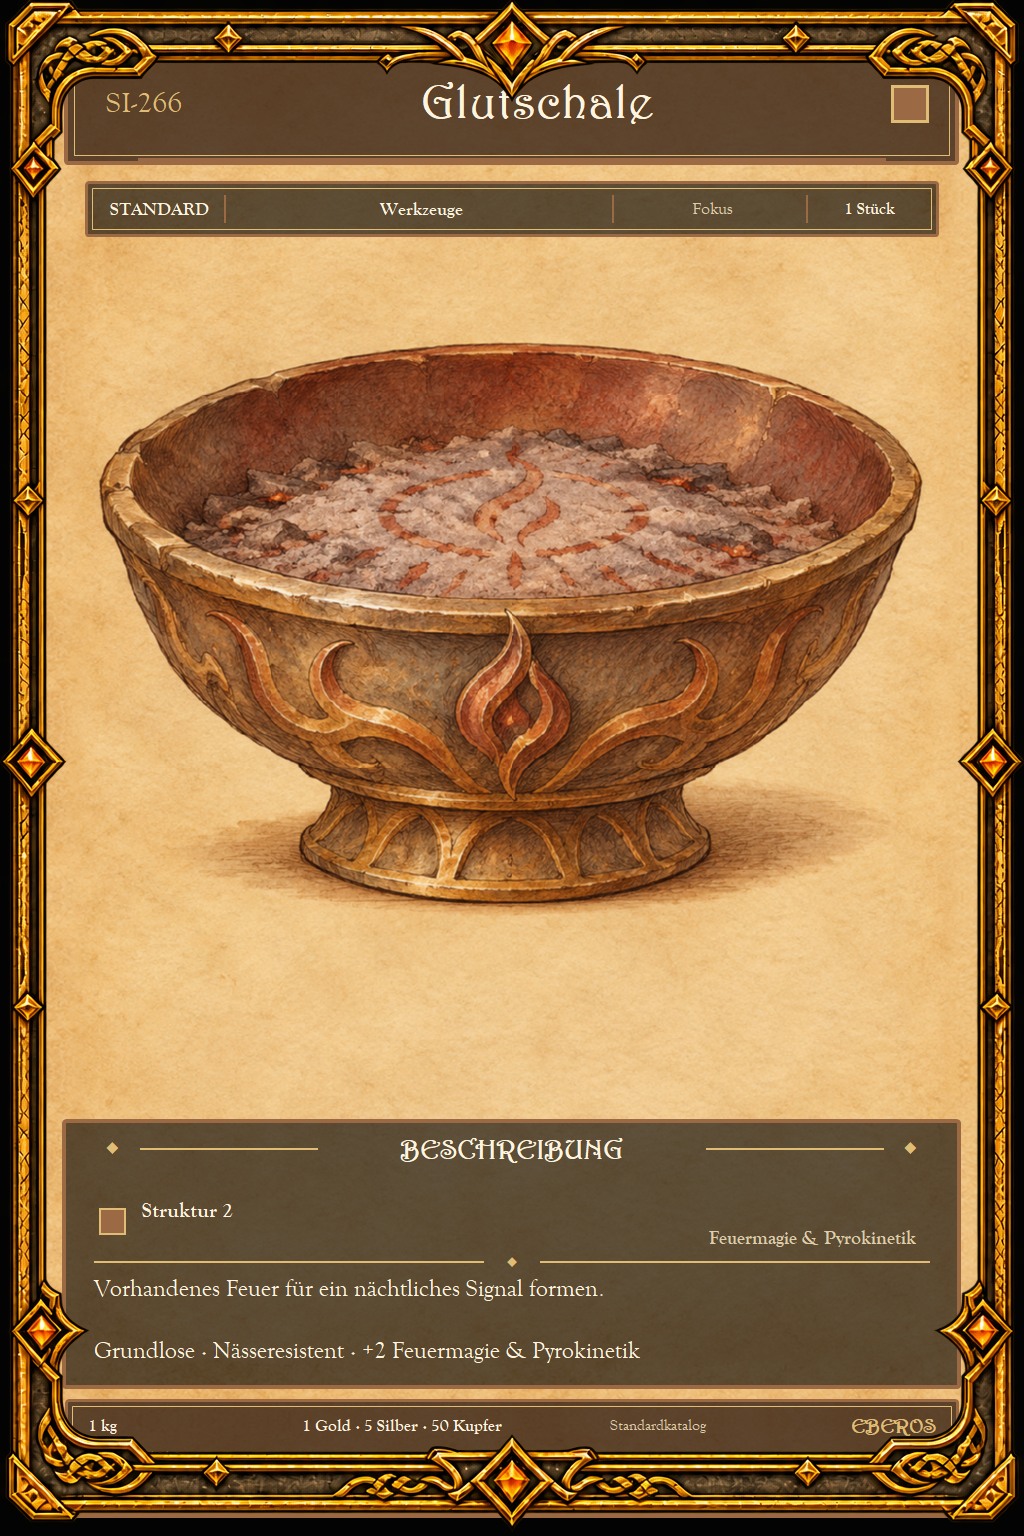 SI-266
Glutschale
STANDARD
Werkzeuge
Fokus
1 Stück
BESCHREIBUNG
Struktur 2
Feuermagie & Pyrokinetik
Vorhandenes Feuer für ein nächtliches Signal formen.
Grundlose · Nässeresistent · +2 Feuermagie & Pyrokinetik
1 kg
1 Gold · 5 Silber · 50 Kupfer
Standardkatalog
EBEROS